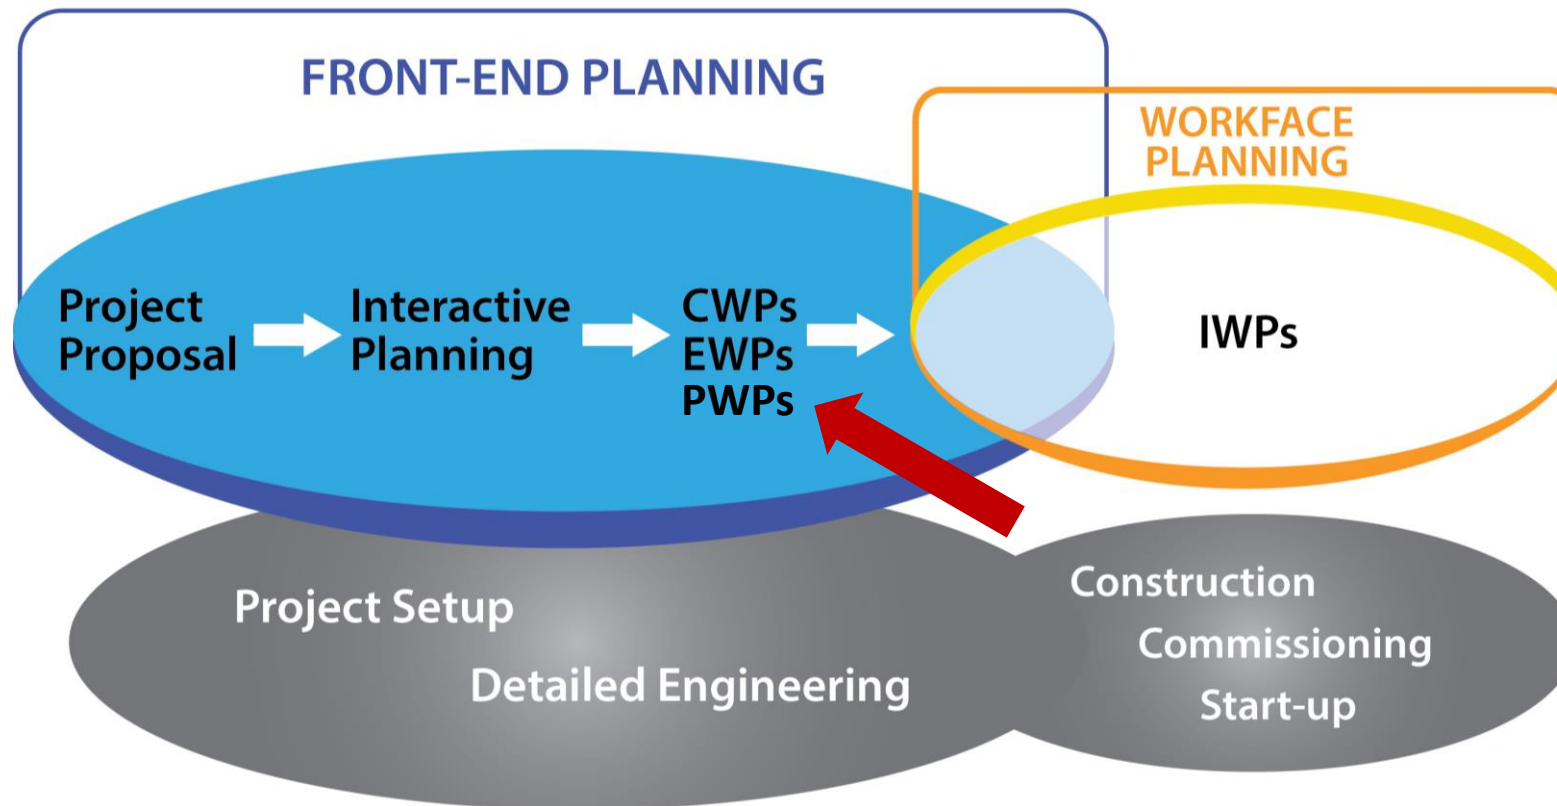 FRONT-END PLANNING
WORKFACE
PLANNING
Project
Proposal
Interactive
Planning
CWPs
EWPs
PWPs
IWPs
Project Setup
Detailed Engineering
Construction
Commissioning
Start-up